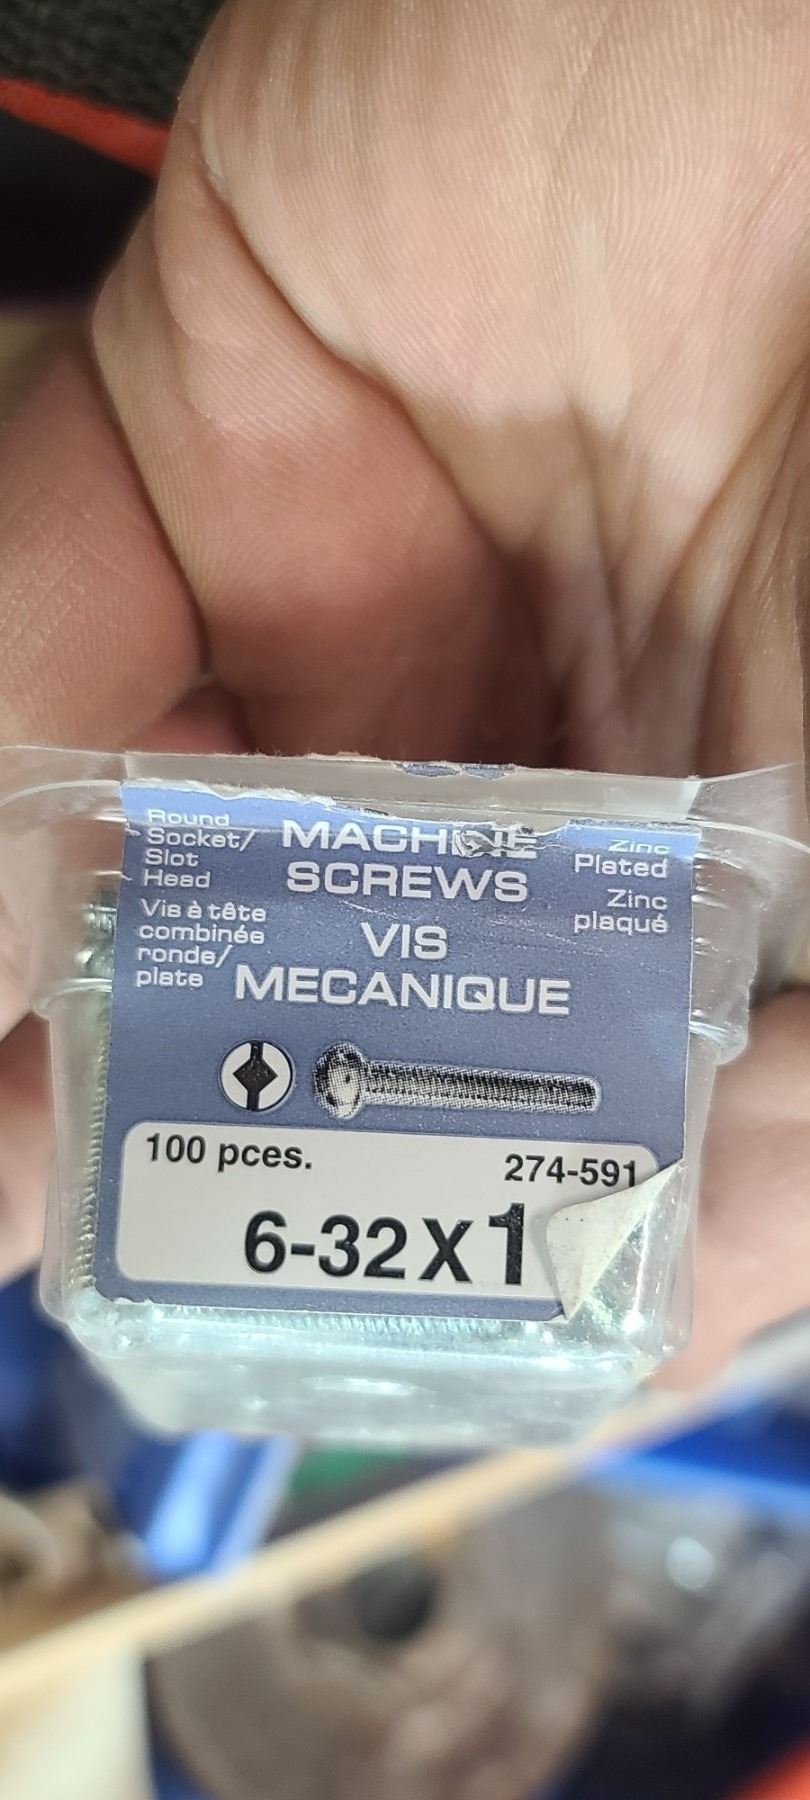 Round
Socket/
Slot
Head
MACHINE
SCREWS
Zinc
Plated
Zinc
plaqué
Vis à tête
combinée
ronde/
plate
VIS
MECANIQUE
100 pces.
274-591
6-32 X 1